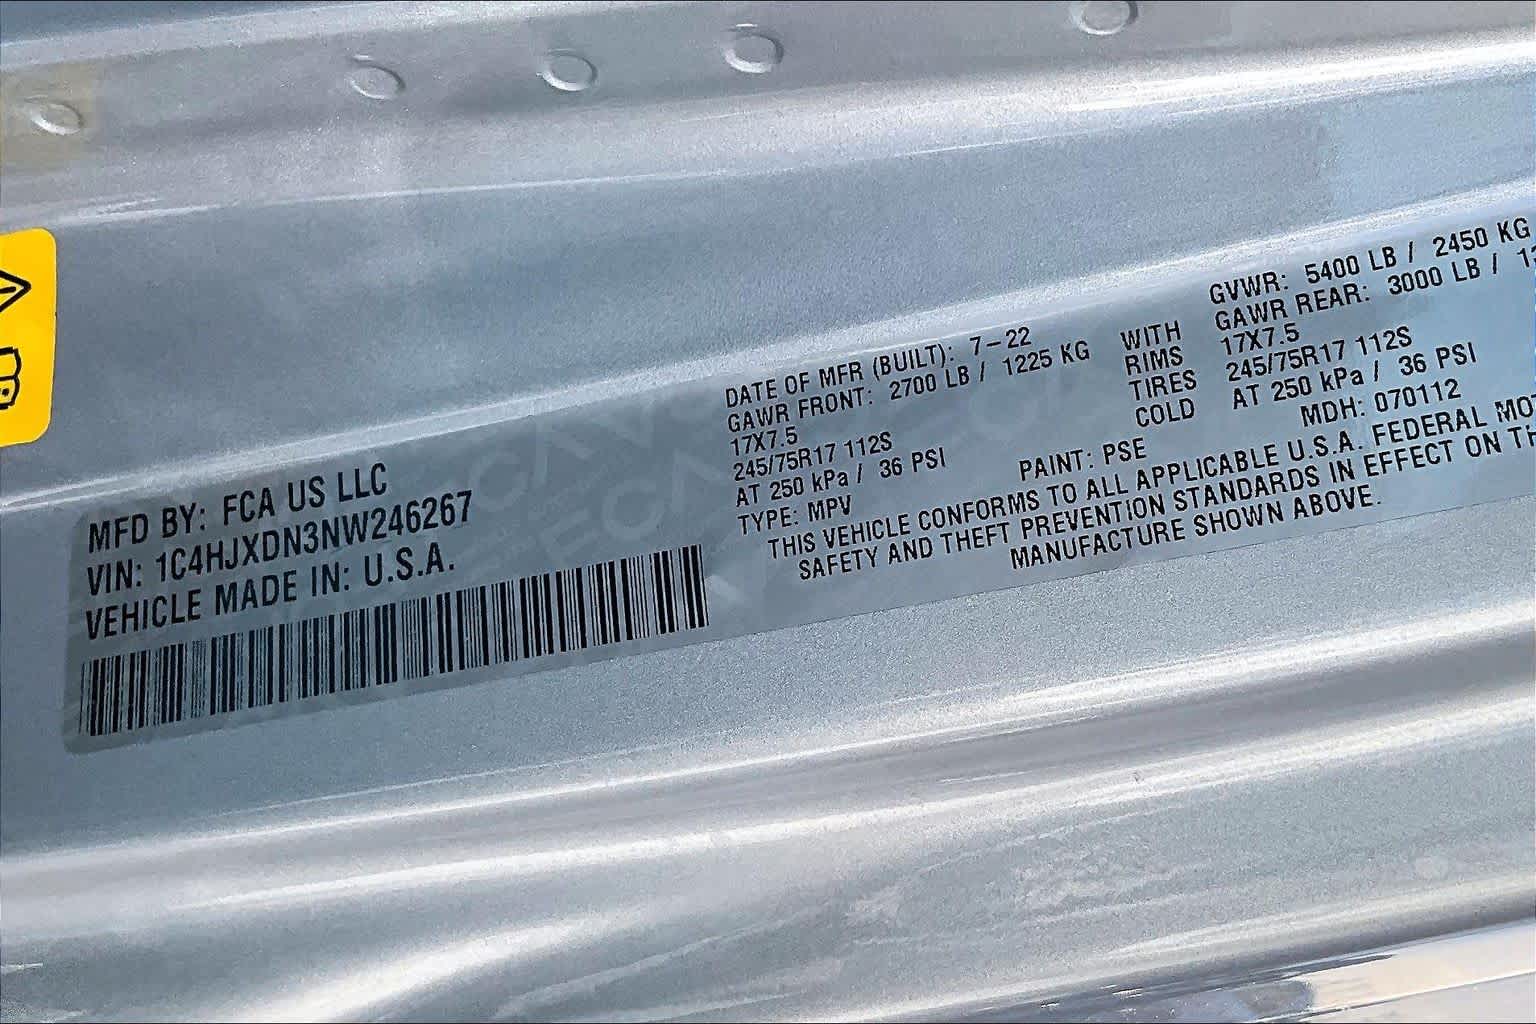 MFD BY: FCA US LLC
VIN: 1C4HJXDN3NW246267
VEHICLE MADE IN: U.S.A.
DATE OF MFR (BUILT): 7-22
GAWR FRONT: 2700 LB / 1225 KG
17X7.5
245/75R17 112S
AT 250 kPa / 36 PSI
TYPE: MPV
WITH
RIMS
TIRES
COLD
GVWR: 5400 LB / 2450 KG
GAWR REAR: 3000 LB /
17X7.5
245/75R17 112S
AT 250 kPa / 36 PSI
PAINT: PSE
MDH: 070112
THIS VEHICLE CONFORMS TO ALL APPLICABLE U.S.A. FEDERAL
SAFETY AND THEFT PREVENTION STANDARDS IN EFFECT ON
MANUFACTURE SHOWN ABOVE.